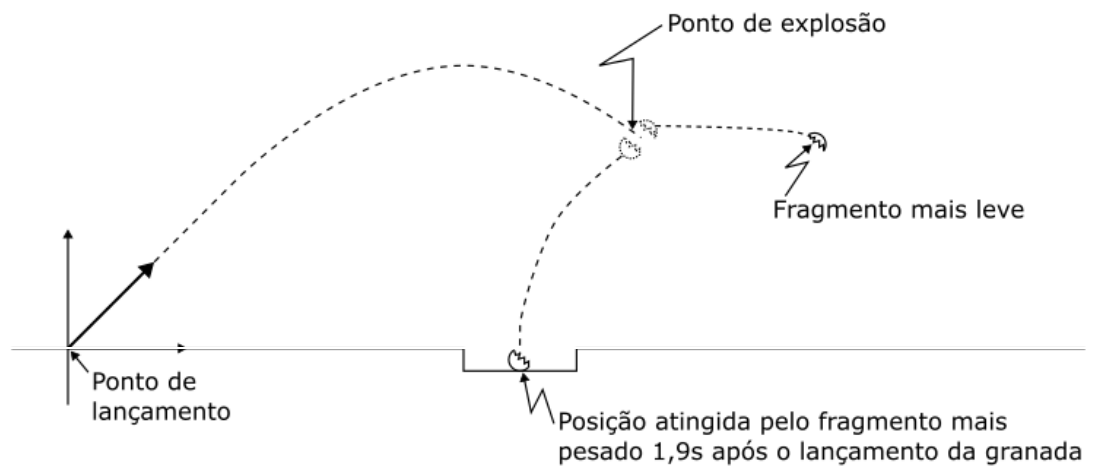 Ponto de explosão
Fragmento mais leve
Ponto de
lançamento
Posição atingida pelo fragmento mais
pesado 1,9s após o lançamento da granada